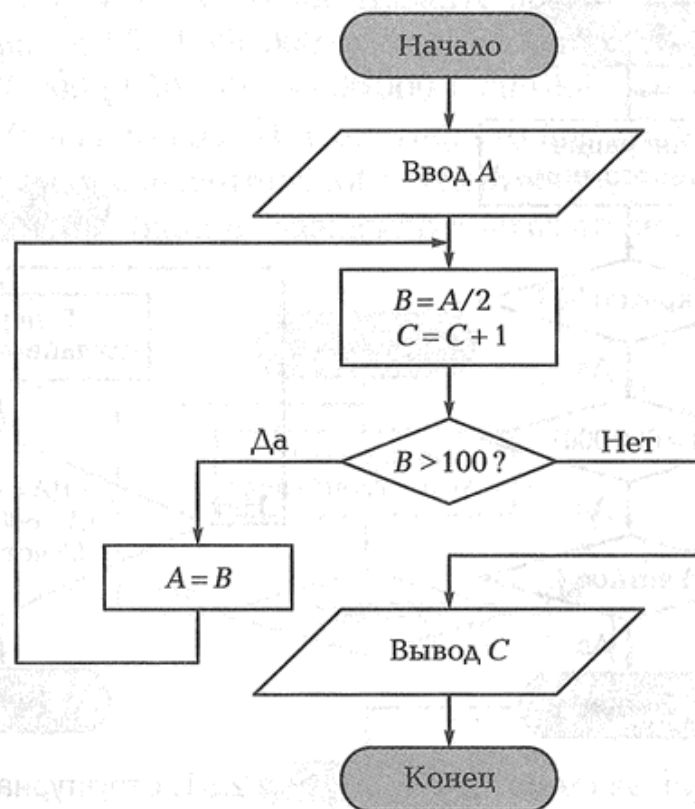 Начало
Ввод A
B = A/2
C = C + 1
Да
B > 100 ?
Нет
A = B
Вывод C
Конец